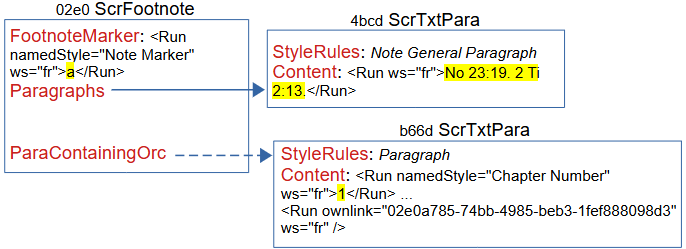 02e0 ScrFootnote
FootnoteMarker: <Run
namedStyle="Note Marker"
ws="fr">a</Run>
Paragraphs
ParaContainingOrc
4bcd ScrTxtPara
StyleRules: Note General Paragraph
Content: <Run ws="fr">No 23:19. 2 Ti
2:13.</Run>
b66d ScrTxtPara
StyleRules: Paragraph
Content: <Run namedStyle="Chapter Number"
ws="fr">1</Run> ...
<Run ownlink="02e0a785-74bb-4985-beb3-1fef888098d3"
ws="fr" />